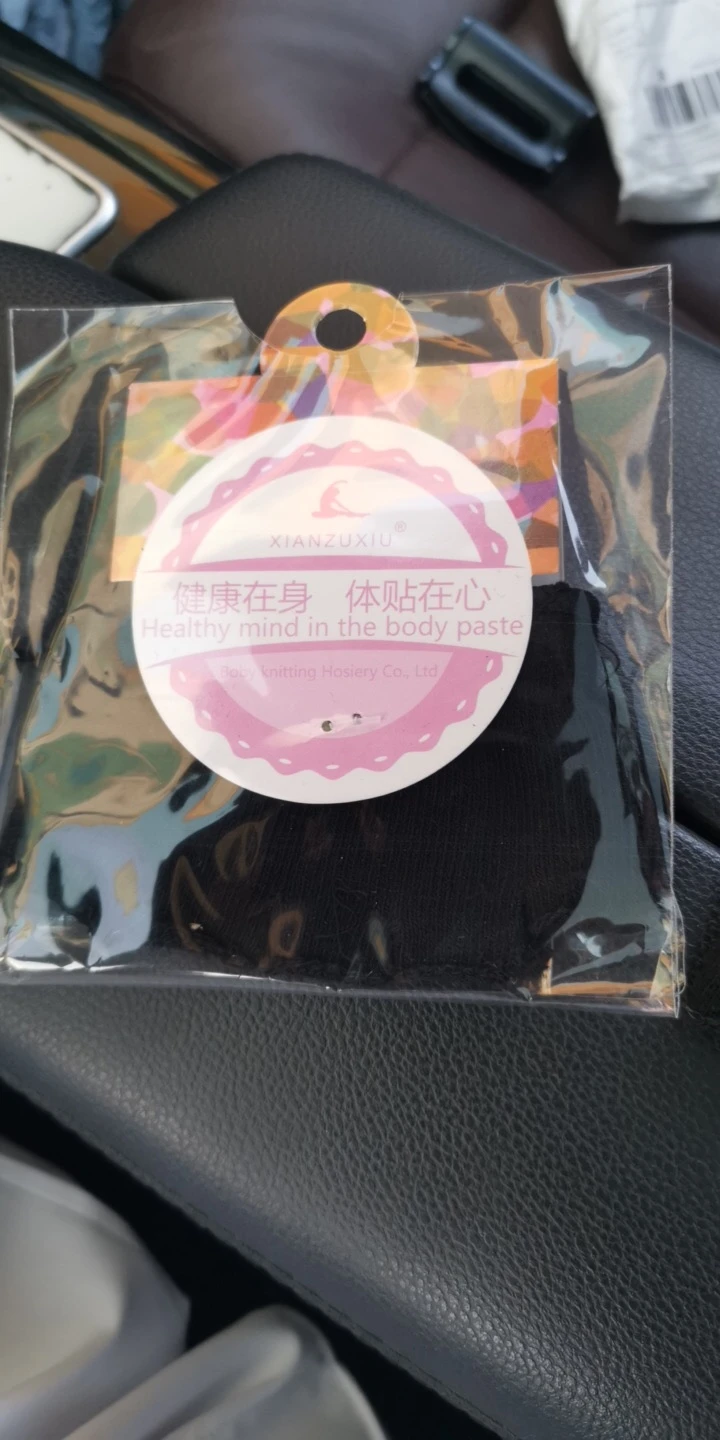 XIANZUXIU®
健康在身 体贴在心
Healthy mind in the body paste
Body knitting Hosiery Co., Ltd